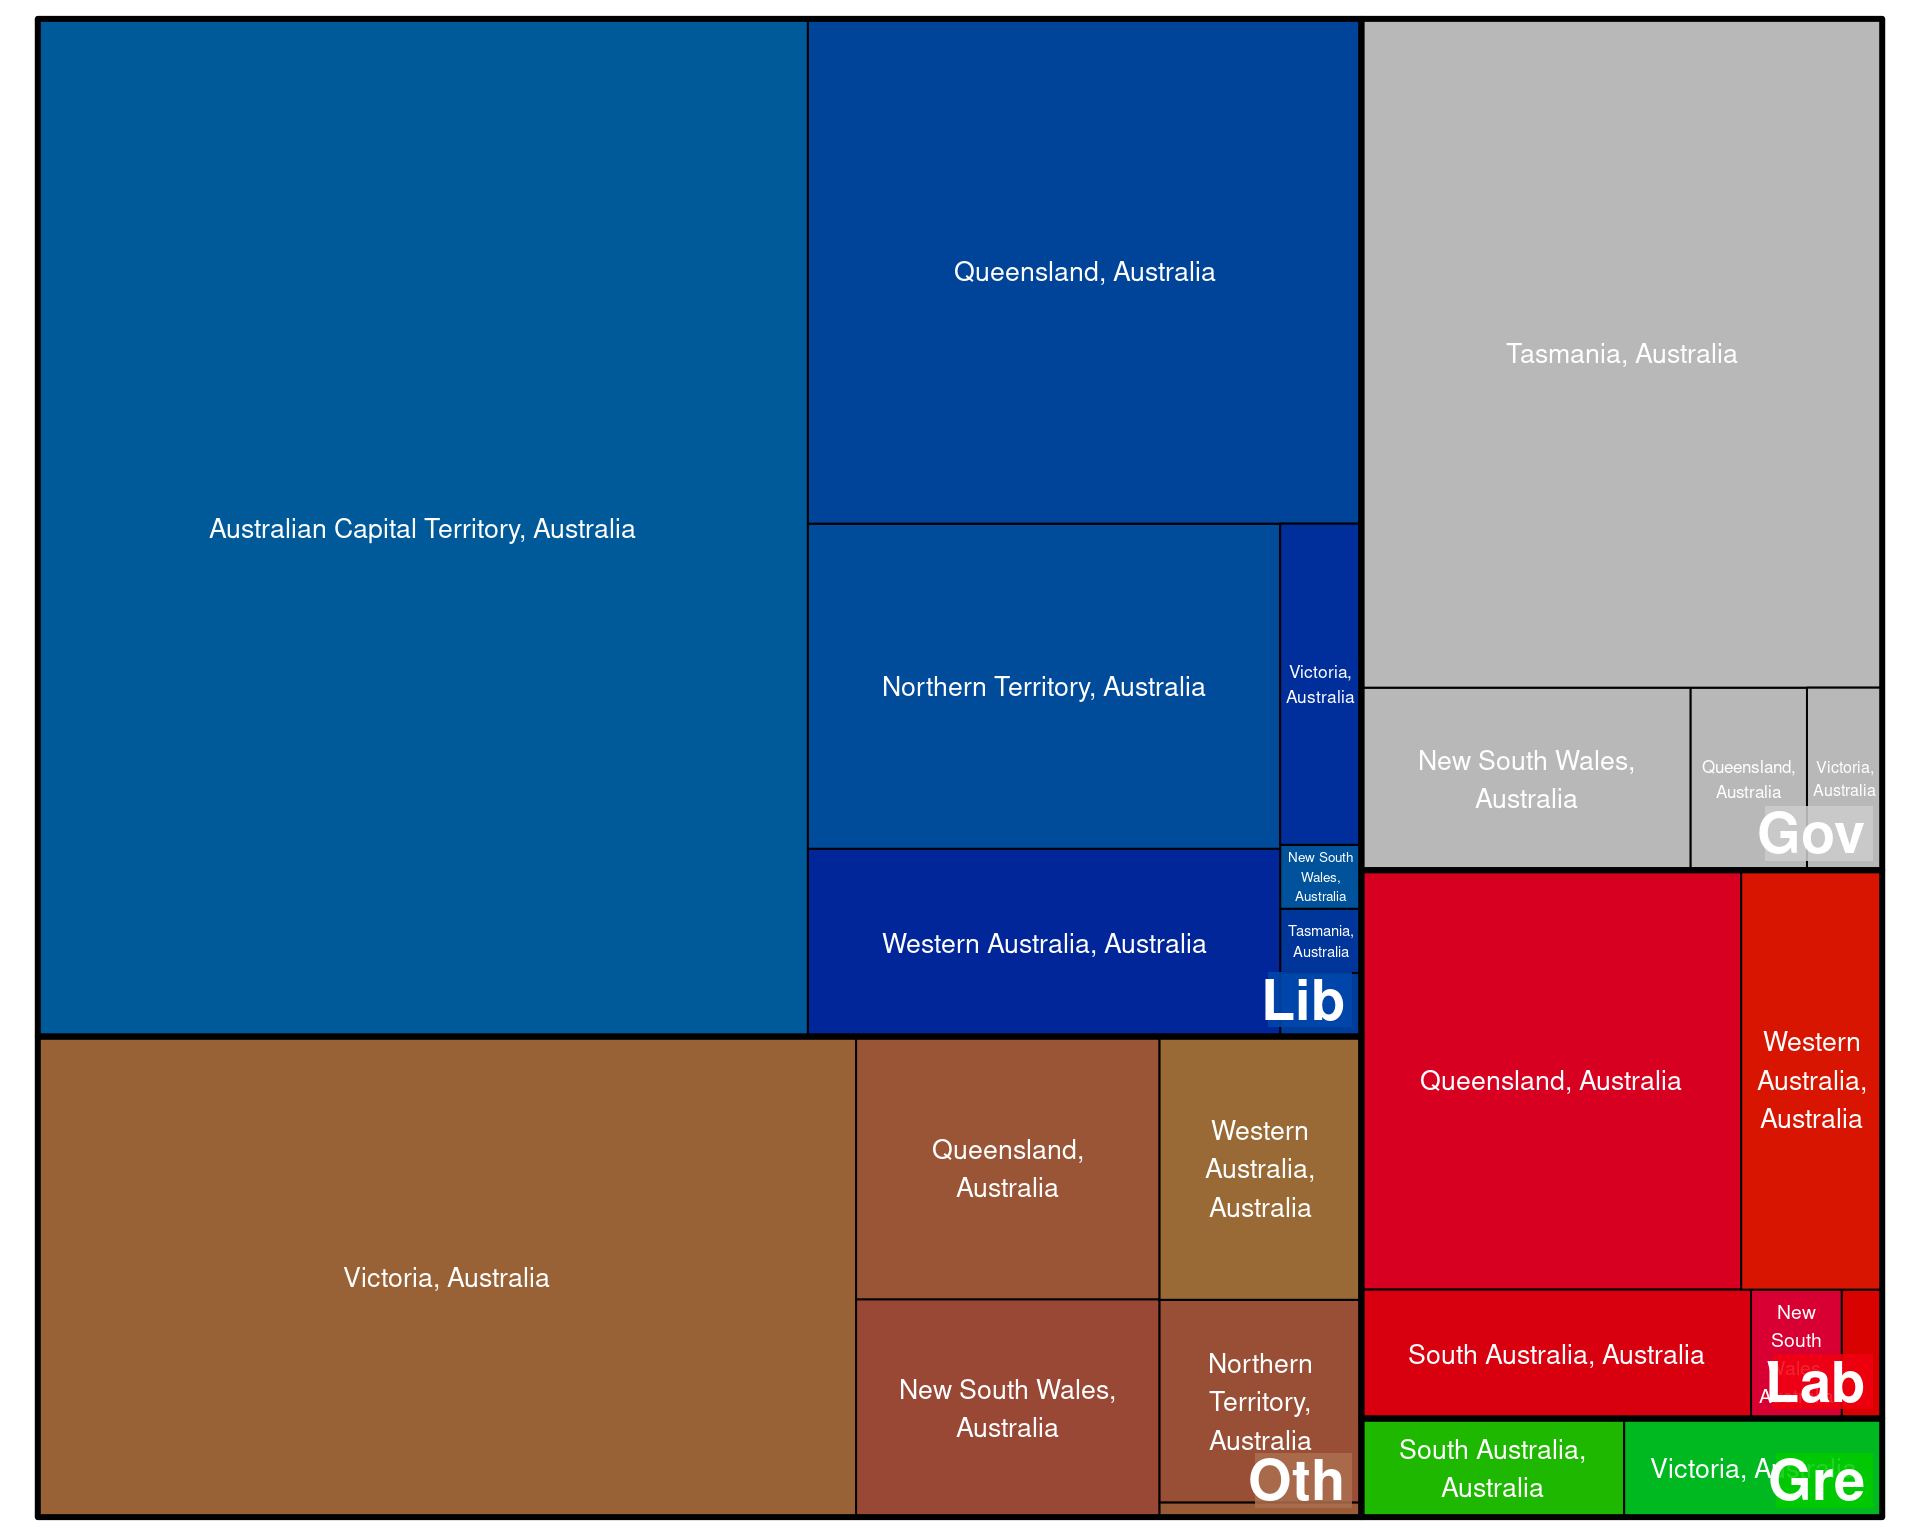 Australian Capital Territory, Australia
Queensland, Australia
Northern Territory, Australia
Victoria,
Australia
Western Australia, Australia
New South
Wales,
Australia
Tasmania,
Australia
Lib
Tasmania, Australia
New South Wales,
Australia
Queensland,
Australia
Victoria,
Australia
Gov
Victoria, Australia
Queensland,
Australia
Western
Australia,
Australia
New South Wales,
Australia
Northern
Territory,
Australia
Oth
Queensland, Australia
Western
Australia,
Australia
South Australia, Australia
New
South
Wales,
Lab
South Australia,
Australia
Victoria, Australia
Gre